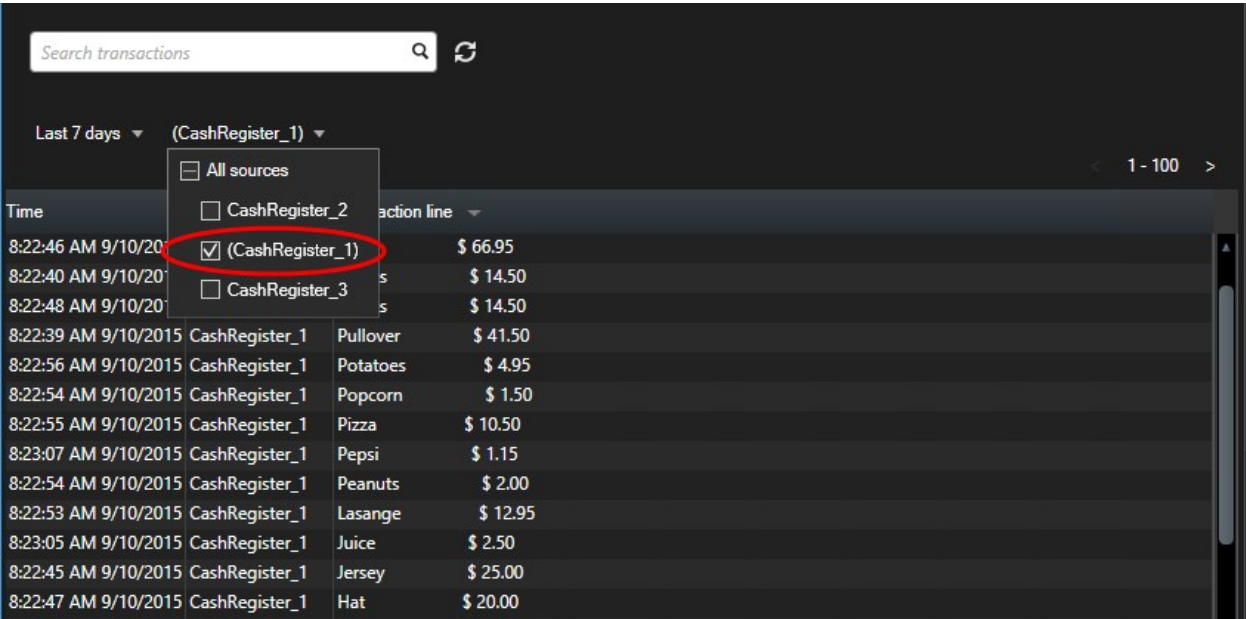 Search transactions
Last 7 days (CashRegister_1)
All sources
1 - 100 >
CashRegister_2
(CashRegister_1)
CashRegister_3
Time action line
8:22:46 AM 9/10/20 $ 66.95
8:22:40 AM 9/10/201 s $ 14.50
8:22:48 AM 9/10/201 s $ 14.50
8:22:39 AM 9/10/2015 CashRegister_1 Pullover $ 41.50
8:22:56 AM 9/10/2015 CashRegister_1 Potatoes $ 4.95
8:22:54 AM 9/10/2015 CashRegister_1 Popcorn $ 1.50
8:22:55 AM 9/10/2015 CashRegister_1 Pizza $ 10.50
8:23:07 AM 9/10/2015 CashRegister_1 Pepsi $ 1.15
8:22:54 AM 9/10/2015 CashRegister_1 Peanuts $ 2.00
8:22:53 AM 9/10/2015 CashRegister_1 Lasange $ 12.95
8:23:05 AM 9/10/2015 CashRegister_1 Juice $ 2.50
8:22:45 AM 9/10/2015 CashRegister_1 Jersey $ 25.00
8:22:47 AM 9/10/2015 CashRegister_1 Hat $ 20.00